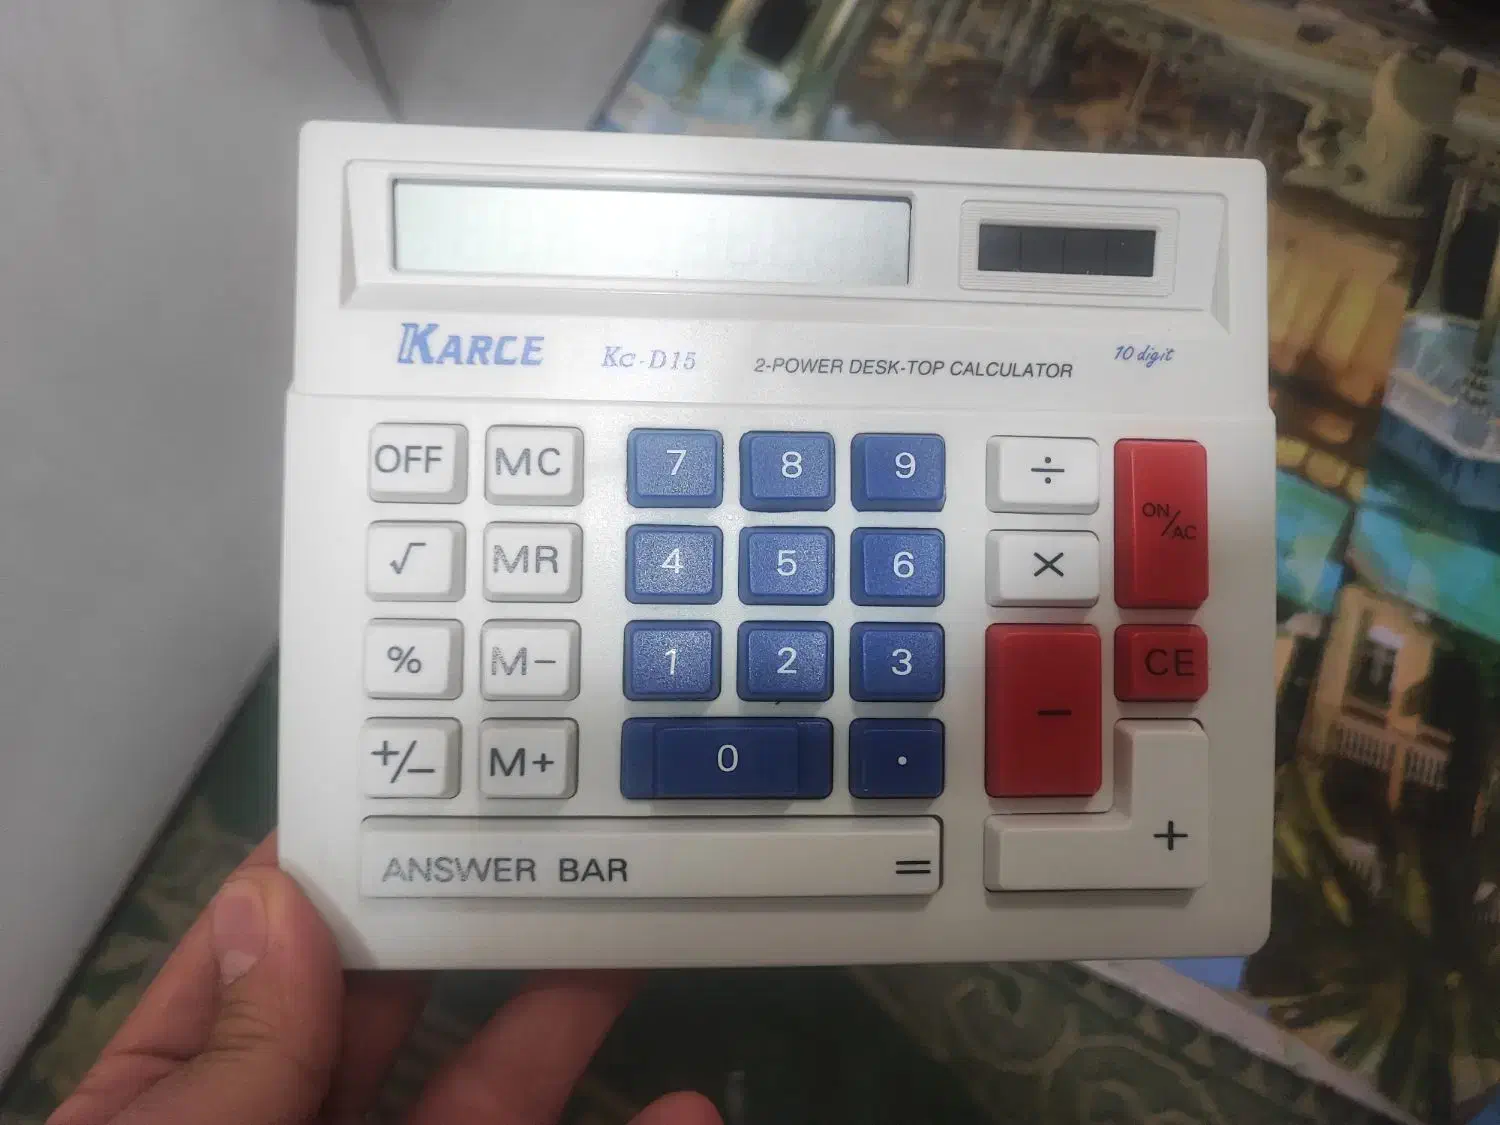 KARCE Kc-D15 2-POWER DESK-TOP CALCULATOR 10 digit
OFF MC 7 8 9 ÷ ON/AC
√ MR 4 5 6 ×
% M− 1 2 3 − CE
+/− M+ 0 . +
ANSWER BAR =